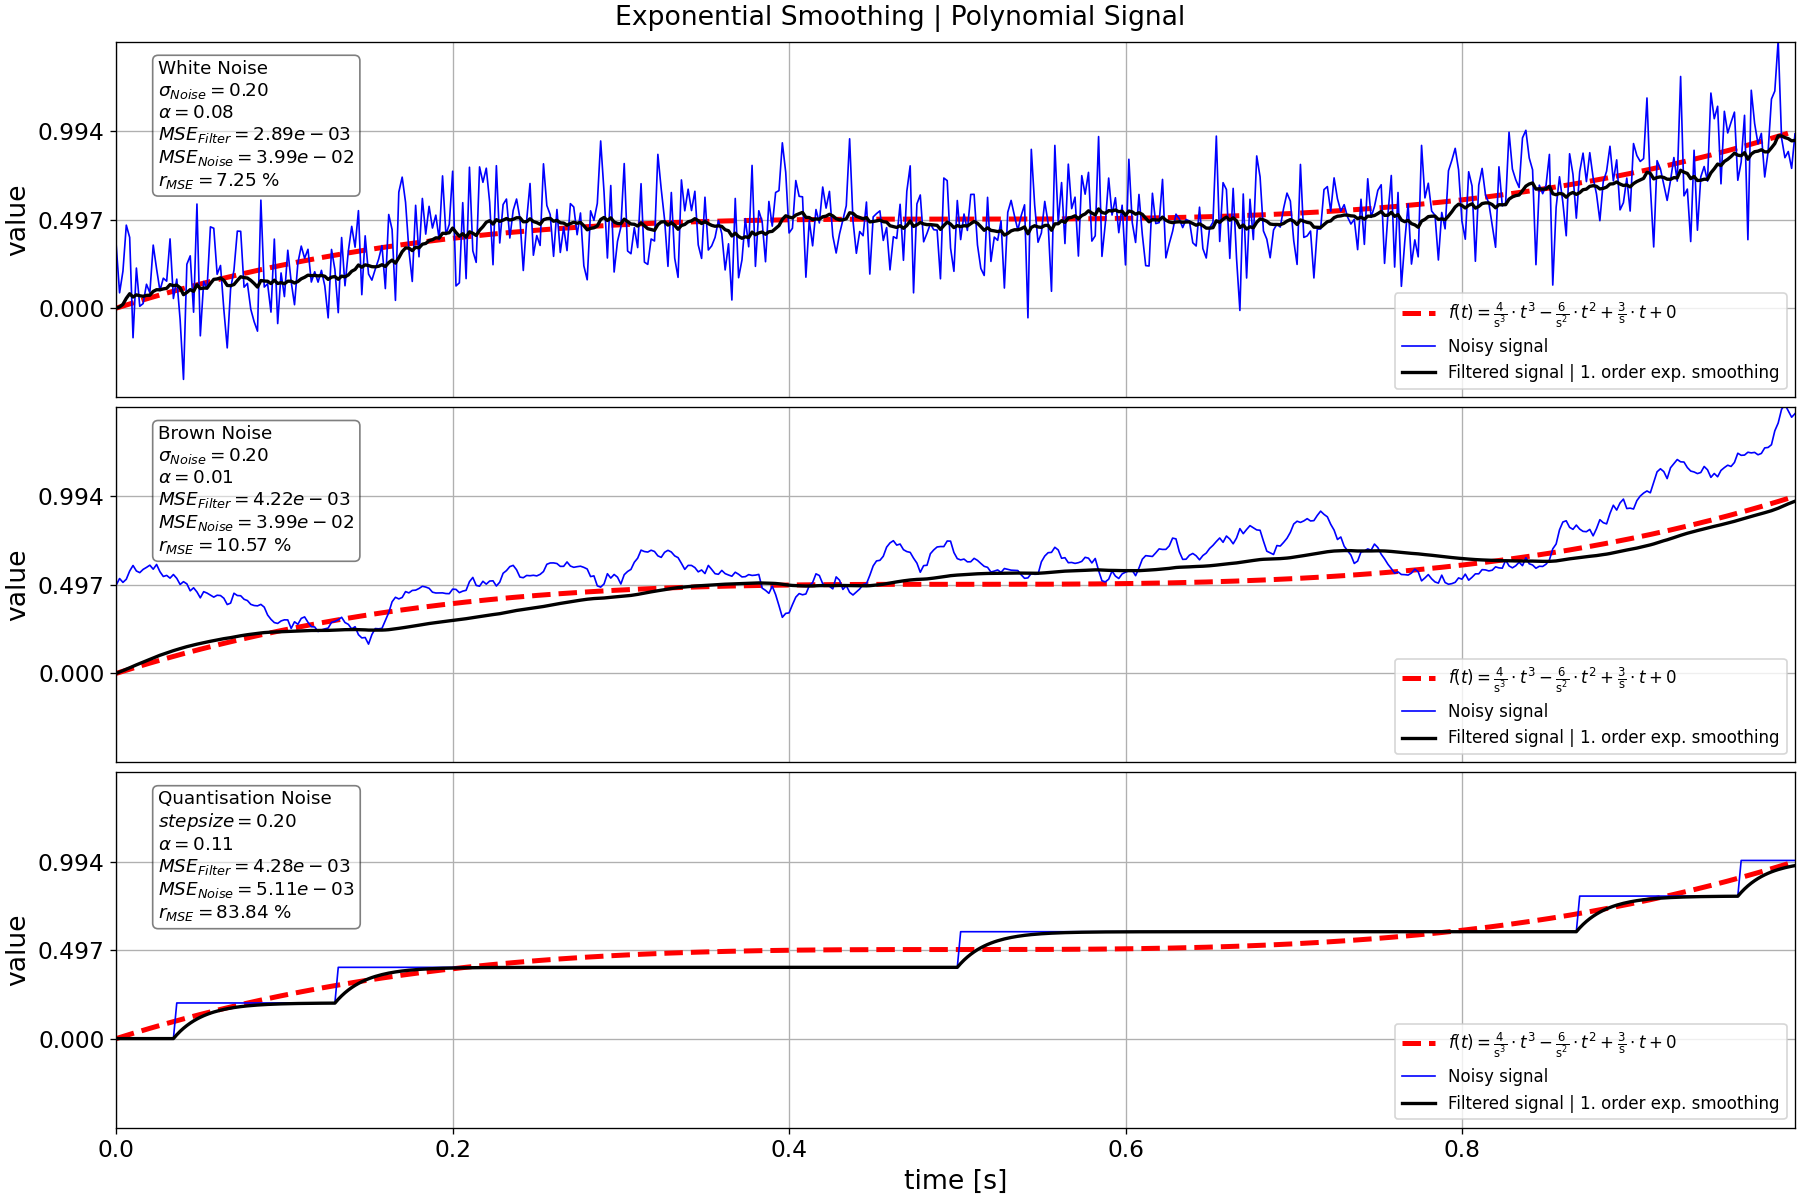 Exponential Smoothing | Polynomial Signal
White Noise
σ_Noise = 0.20
α = 0.08
MSE_Filter = 2.89e − 03
MSE_Noise = 3.99e − 02
r_MSE = 7.25 %
0.994
0.497
0.000
value
f(t) = 4/s³ · t³ − 6/s² · t² + 3/s · t + 0
Noisy signal
Filtered signal | 1. order exp. smoothing
Brown Noise
σ_Noise = 0.20
α = 0.01
MSE_Filter = 4.22e − 03
MSE_Noise = 3.99e − 02
r_MSE = 10.57 %
0.994
0.497
0.000
value
f(t) = 4/s³ · t³ − 6/s² · t² + 3/s · t + 0
Noisy signal
Filtered signal | 1. order exp. smoothing
Quantisation Noise
stepsize = 0.20
α = 0.11
MSE_Filter = 4.28e − 03
MSE_Noise = 5.11e − 03
r_MSE = 83.84 %
0.994
0.497
0.000
value
f(t) = 4/s³ · t³ − 6/s² · t² + 3/s · t + 0
Noisy signal
Filtered signal | 1. order exp. smoothing
0.0 0.2 0.4 0.6 0.8
time [s]